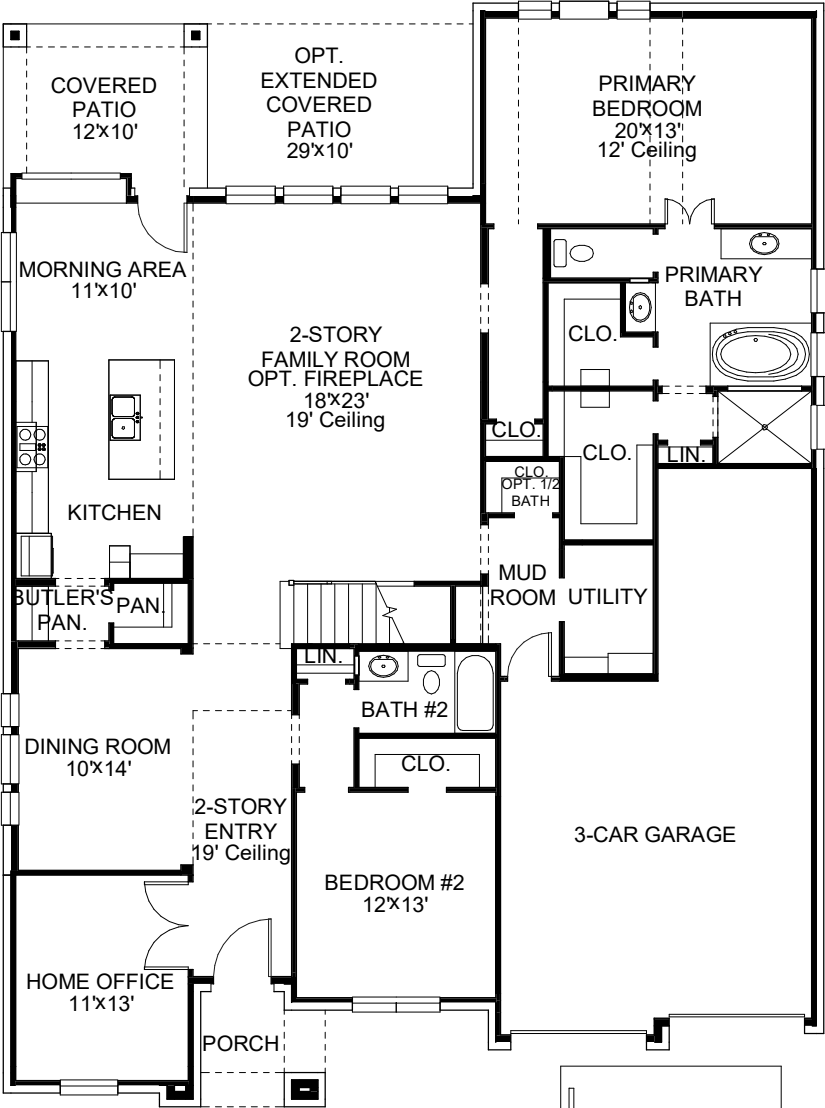 COVERED
PATIO
12'x10'
OPT.
EXTENDED
COVERED
PATIO
29'x10'
PRIMARY
BEDROOM
20'x13'
12' Ceiling
MORNING AREA
11'x10'
PRIMARY
BATH
2-STORY
FAMILY ROOM
OPT. FIREPLACE
18'x23'
19' Ceiling
CLO.
CLO.
CLO.
LIN.
CLO.
OPT. 1/2
BATH
KITCHEN
MUD
ROOM
UTILITY
BUTLER'S
PAN.
PAN.
LIN.
BATH #2
DINING ROOM
10'x14'
CLO.
2-STORY
ENTRY
19' Ceiling
3-CAR GARAGE
BEDROOM #2
12'x13'
HOME OFFICE
11'x13'
PORCH